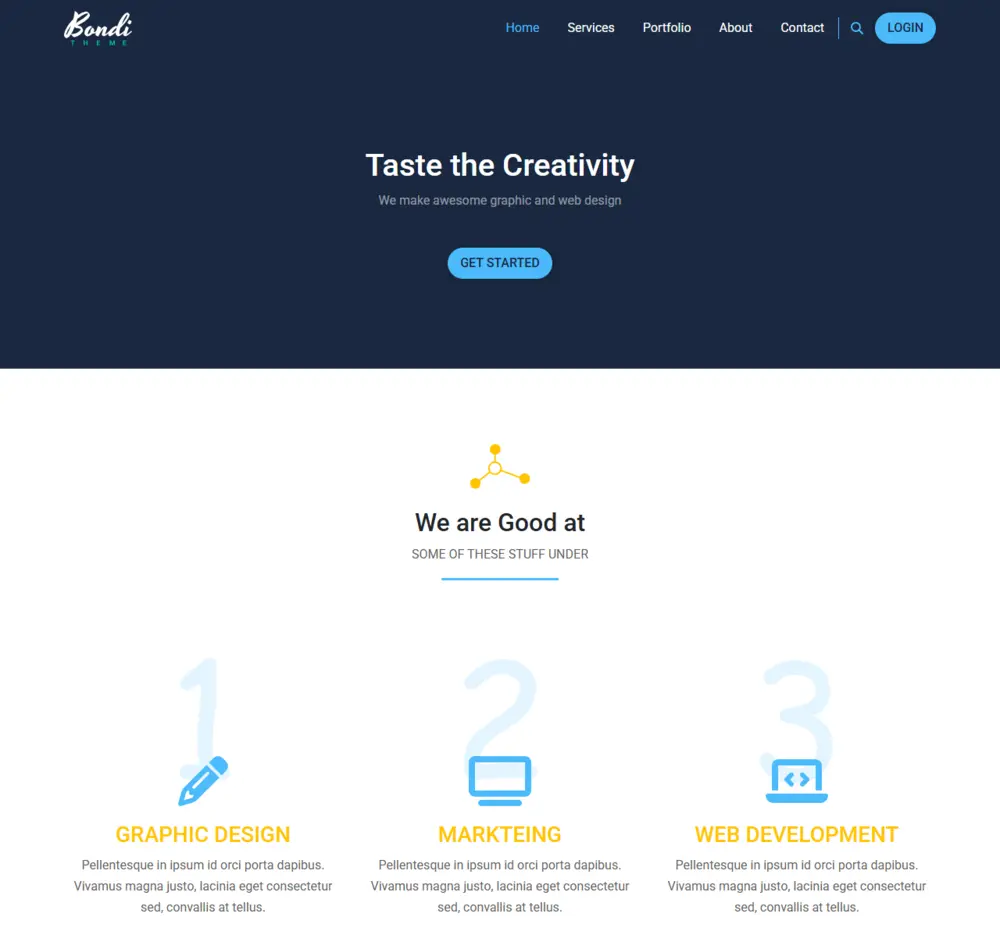 Bondi
THEME
Home Services Portfolio About Contact LOGIN
Taste the Creativity
We make awesome graphic and web design
GET STARTED
We are Good at
SOME OF THESE STUFF UNDER
1 2 3
GRAPHIC DESIGN
Pellentesque in ipsum id orci porta dapibus.
Vivamus magna justo, lacinia eget consectetur
sed, convallis at tellus.
MARKTEING
Pellentesque in ipsum id orci porta dapibus.
Vivamus magna justo, lacinia eget consectetur
sed, convallis at tellus.
WEB DEVELOPMENT
Pellentesque in ipsum id orci porta dapibus.
Vivamus magna justo, lacinia eget consectetur
sed, convallis at tellus.